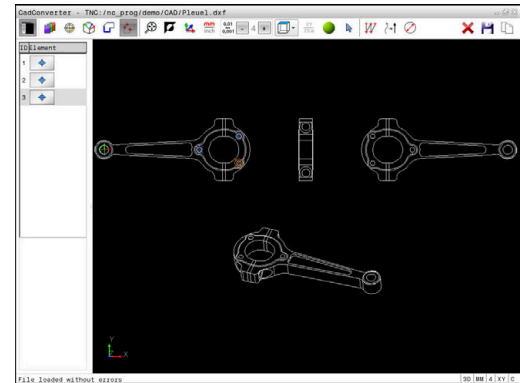 CadConverter - TNC:/nc_prog/demo/CAD/Pleuel.dxf
mm
inch
0,01
0,001
4
ID Element
1
2
3
Y
Z
X
File loaded without errors
3D MM 4 XY C